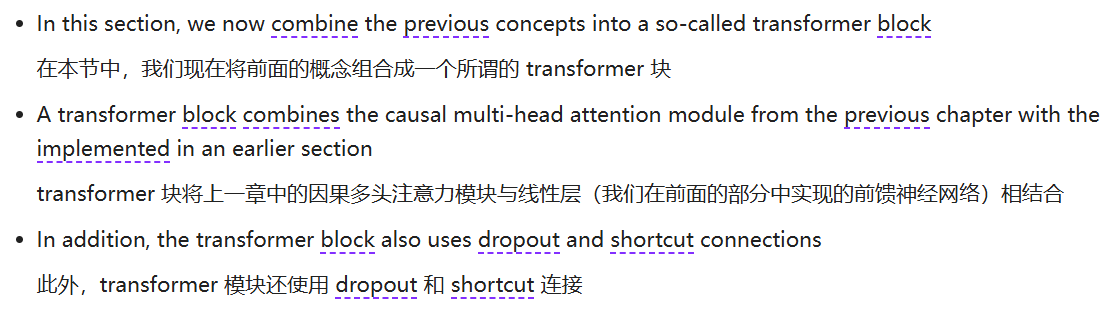 In this section, we now combine the previous concepts into a so-called transformer block
在本节中，我们现在将前面的概念组合成一个所谓的 transformer 块
A transformer block combines the causal multi-head attention module from the previous chapter with the
implemented in an earlier section
transformer 块将上一章中的因果多头注意力模块与线性层（我们在前面的部分中实现的前馈神经网络）相结合
In addition, the transformer block also uses dropout and shortcut connections
此外，transformer 模块还使用 dropout 和 shortcut 连接